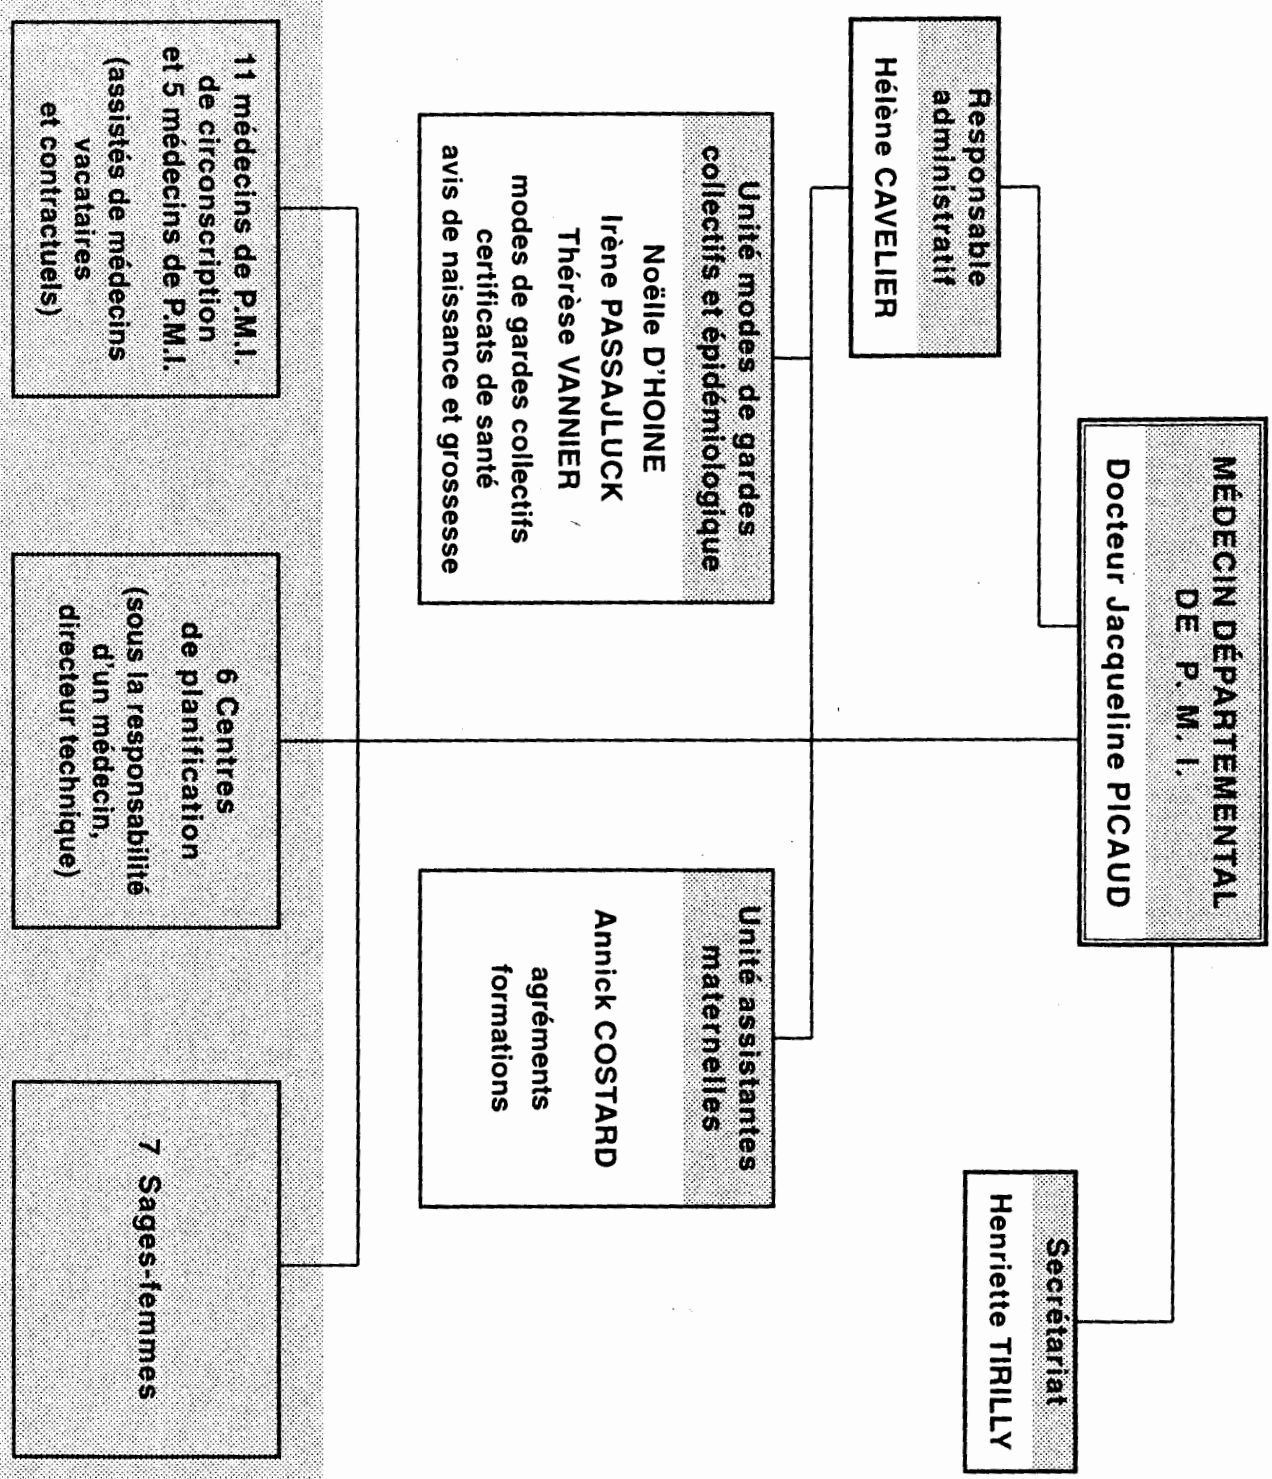 MÉDECIN DÉPARTEMENTAL
DE P. M. I.
Docteur Jacqueline PICAUD
Secrétariat
Henriette TIRILLY
Responsable
administratif
Hélène CAVELIER
Unité modes de gardes
collectifs et épidémiologique
Noëlle D'HOINE
Irène PASSAJLUCK
Thérèse VANNIER
modes de gardes collectifs
certificats de santé
avis de naissance et grossesse
Unité assistantes
maternelles
Annick COSTARD
agréments
formations
11 médecins de P.M.I.
de circonscription
et 5 médecins de P.M.I.
(assistés de médecins
vacataires
et contractuels)
6 Centres
de planification
(sous la responsabilité
d'un médecin,
directeur technique)
7 Sages-femmes